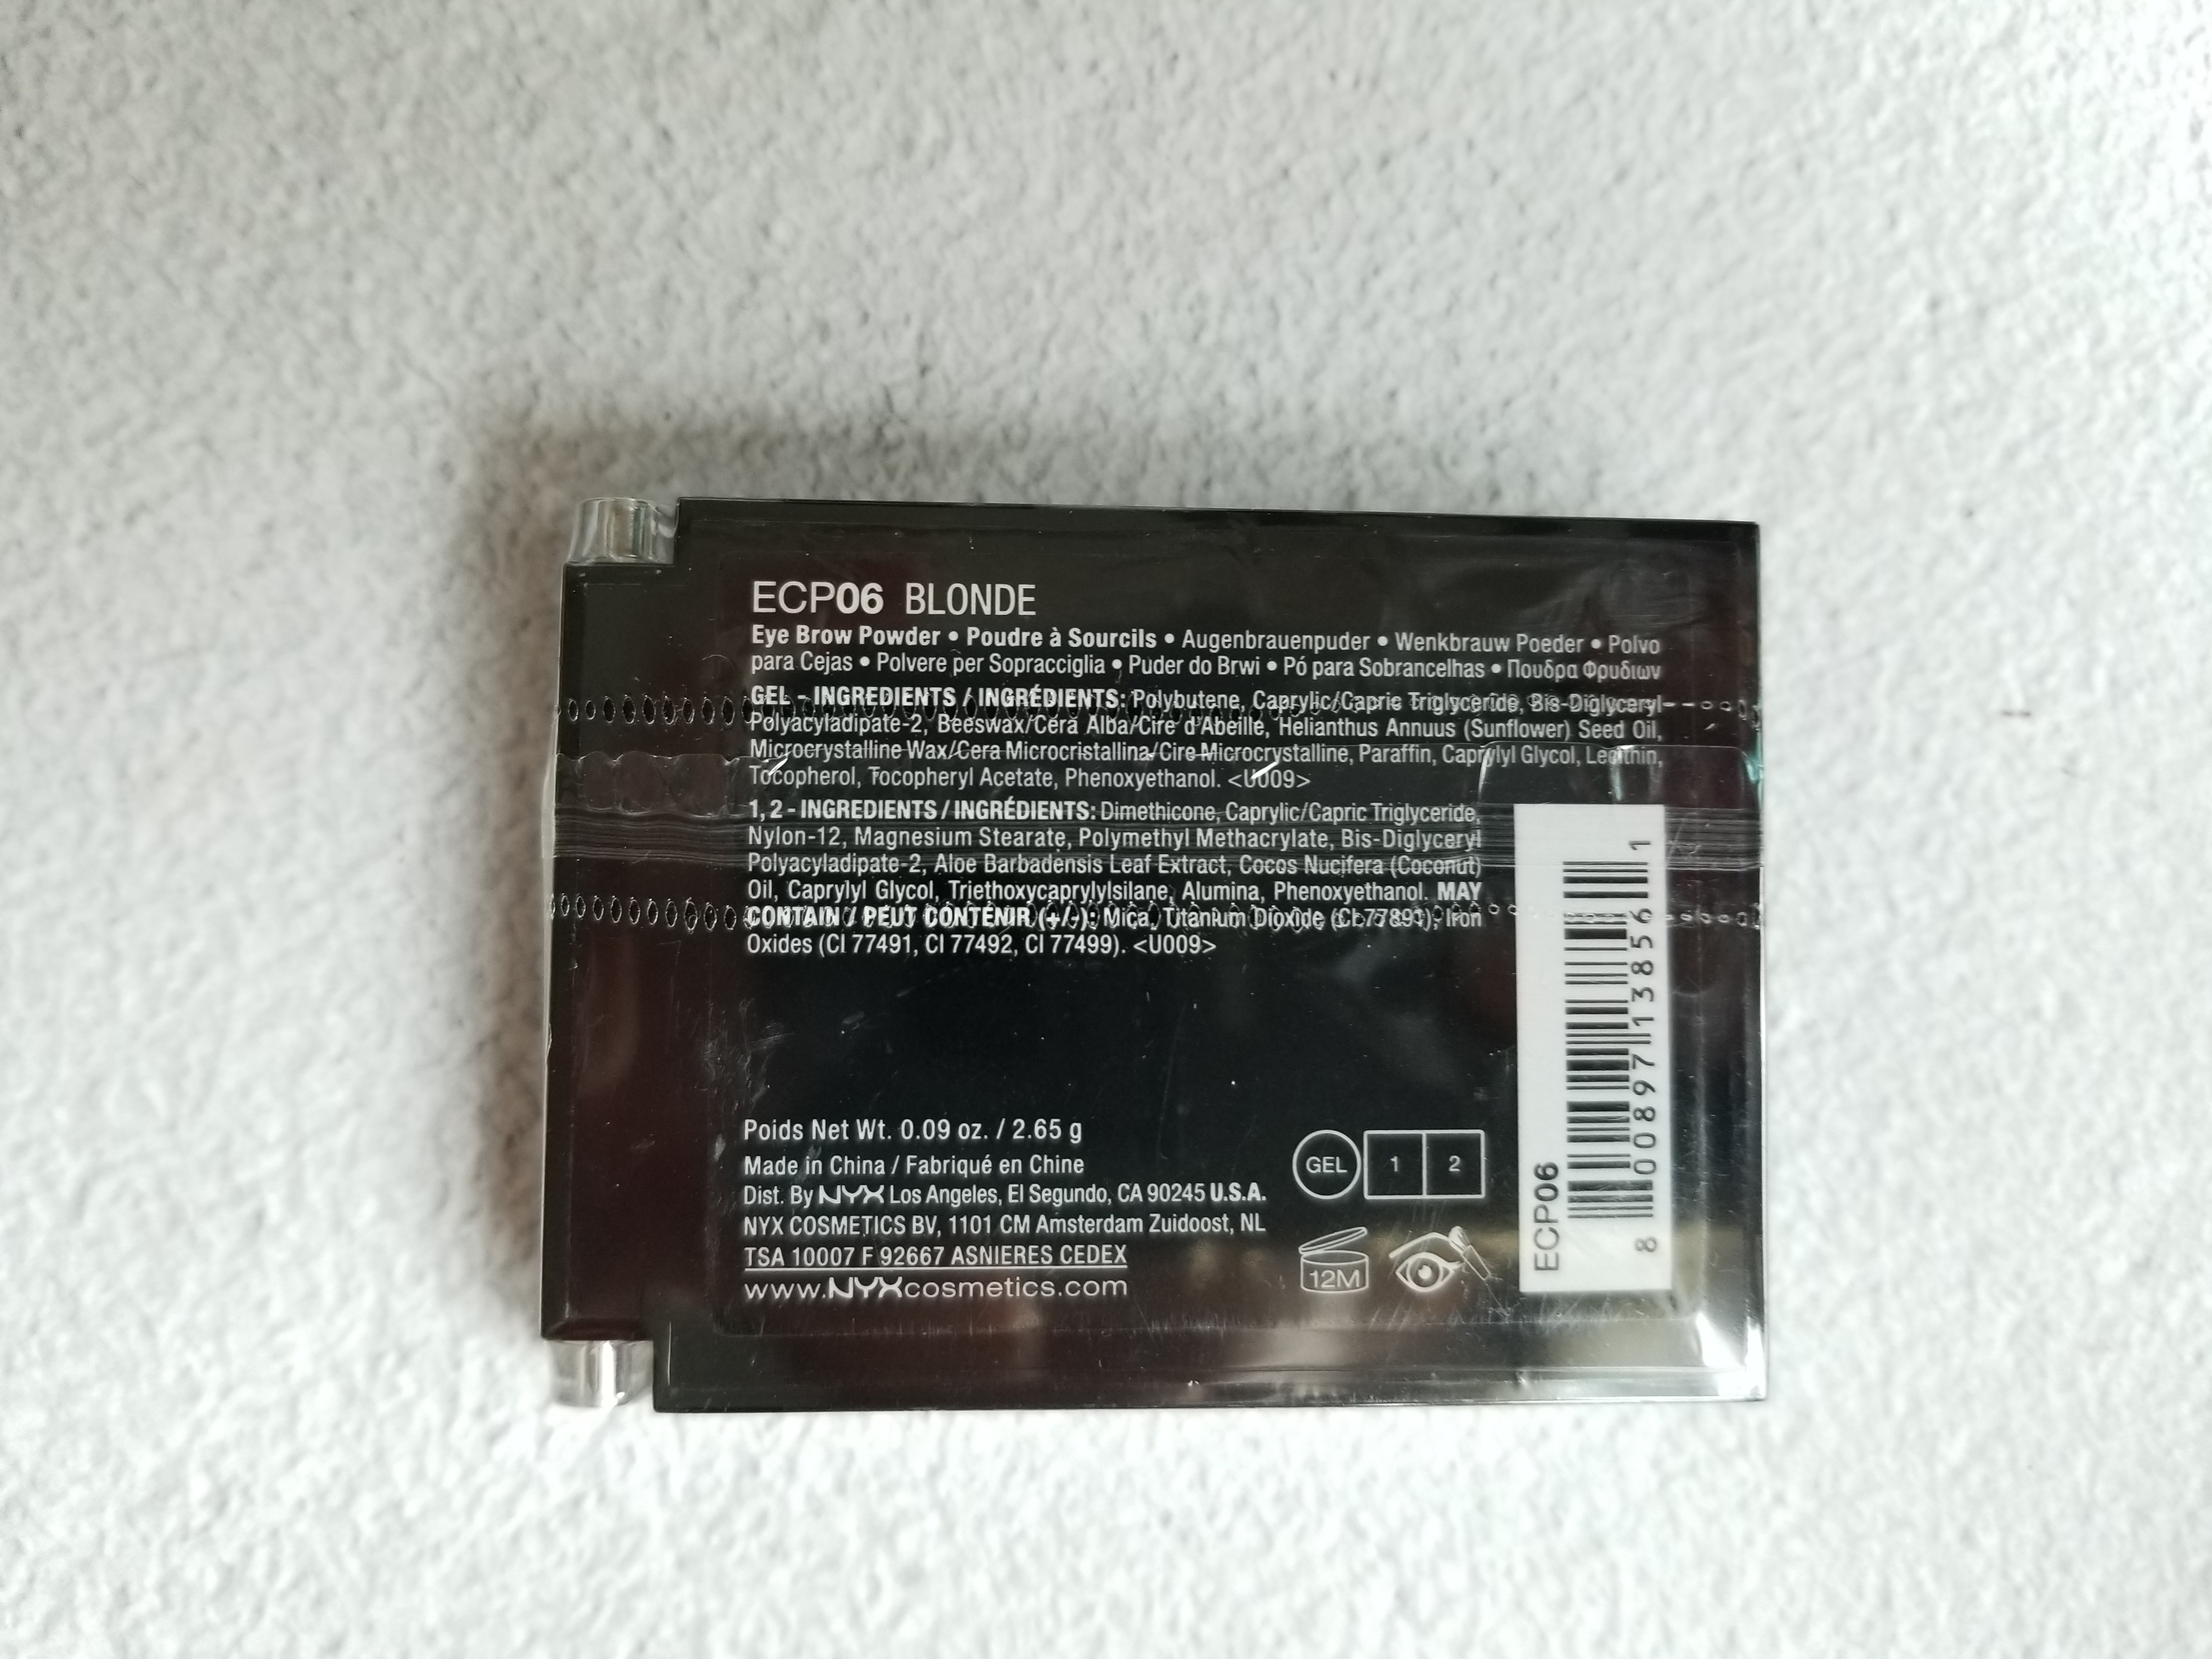 ECP06 BLONDE
Eye Brow Powder • Poudre à Sourcils • Augenbrauenpuder • Wenkbrauw Poeder • Polvo
para Cejas • Polvere per Sopracciglia • Puder do Brwi • Pó para Sobrancelhas • Πουδρα Φρυδιων
GEL - INGREDIENTS / INGRÉDIENTS: Polybutene, Caprylic/Capric Triglyceride, Bis-Diglyceryl
Polyacyladipate-2, Beeswax/Cera Alba/Cire d'Abeille, Helianthus Annuus (Sunflower) Seed Oil,
Microcrystalline Wax/Cera Microcristallina/Cire Microcrystalline, Paraffin, Caprylyl Glycol, Lecithin,
Tocopherol, Tocopheryl Acetate, Phenoxyethanol. <U009>
1, 2 - INGREDIENTS / INGRÉDIENTS: Dimethicone, Caprylic/Capric Triglyceride,
Nylon-12, Magnesium Stearate, Polymethyl Methacrylate, Bis-Diglyceryl
Polyacyladipate-2, Aloe Barbadensis Leaf Extract, Cocos Nucifera (Coconut)
Oil, Caprylyl Glycol, Triethoxycaprylylsilane, Alumina, Phenoxyethanol. MAY
CONTAIN / PEUT CONTENIR (+/-): Mica, Titanium Dioxide (CI 77891), Iron
Oxides (CI 77491, CI 77492, CI 77499). <U009>
Poids Net Wt. 0.09 oz. / 2.65 g
Made in China / Fabriqué en Chine
Dist. By NYX Los Angeles, El Segundo, CA 90245 U.S.A.
NYX COSMETICS BV, 1101 CM Amsterdam Zuidoost, NL
TSA 10007 F 92667 ASNIERES CEDEX
www.NYXcosmetics.com
GEL 1 2
12M
ECP06
8 00897 13856 1